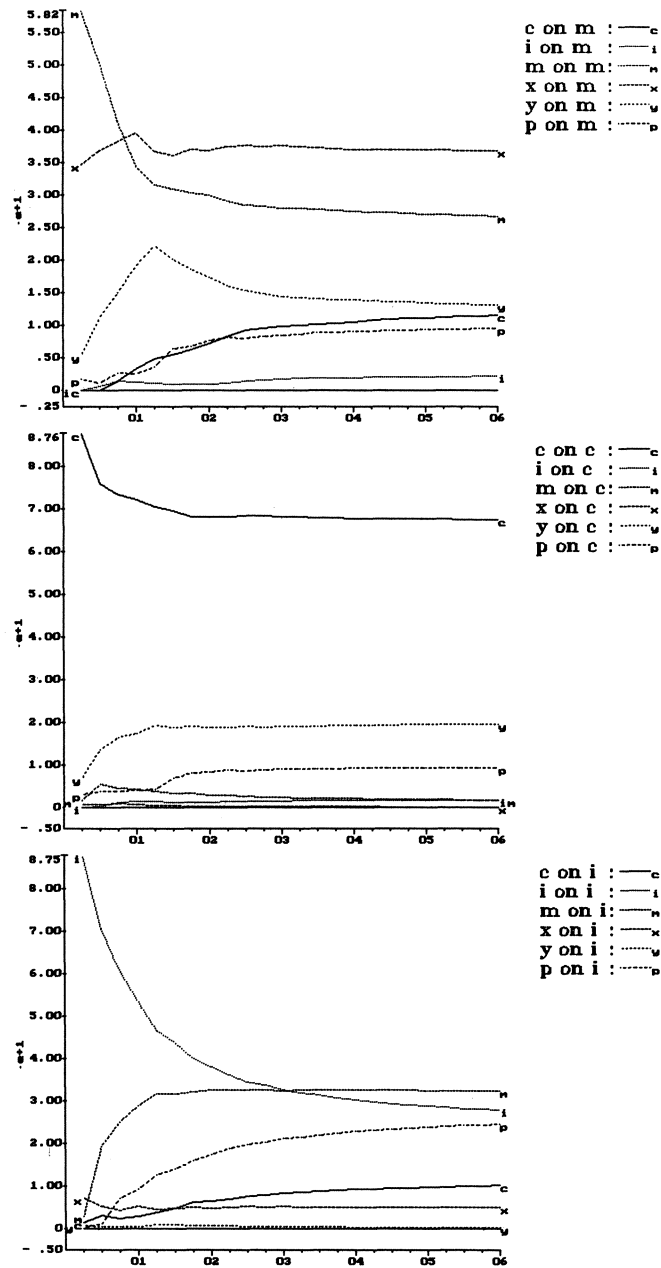 5.82
5.50
5.00
4.50
4.00
3.50
3.00
2.50
2.00
1.50
1.00
.50
0
- .25
·e+1
M
x
y
p
i c
x
M
y
c
p
i
01 02 03 04 05 06
c on m : c
i on m : i
m on m: M
x on m : x
y on m : y
p on m : p
8.76
8.00
7.00
6.00
5.00
4.00
3.00
2.00
1.00
0
- .50
·e+1
c
y
p
M
i
c
y
p
i M
x
01 02 03 04 05 06
c on c : c
i on c : i
m on c: M
x on c : x
y on c : y
p on c : p
8.75
8.00
7.00
6.00
5.00
4.00
3.00
2.00
1.00
0
- .50
·e+1
i
x
M
y
M
i
p
c
x
y
01 02 03 04 05 06
c on i : c
i on i : i
m on i: M
x on i : x
y on i : y
p on i : p